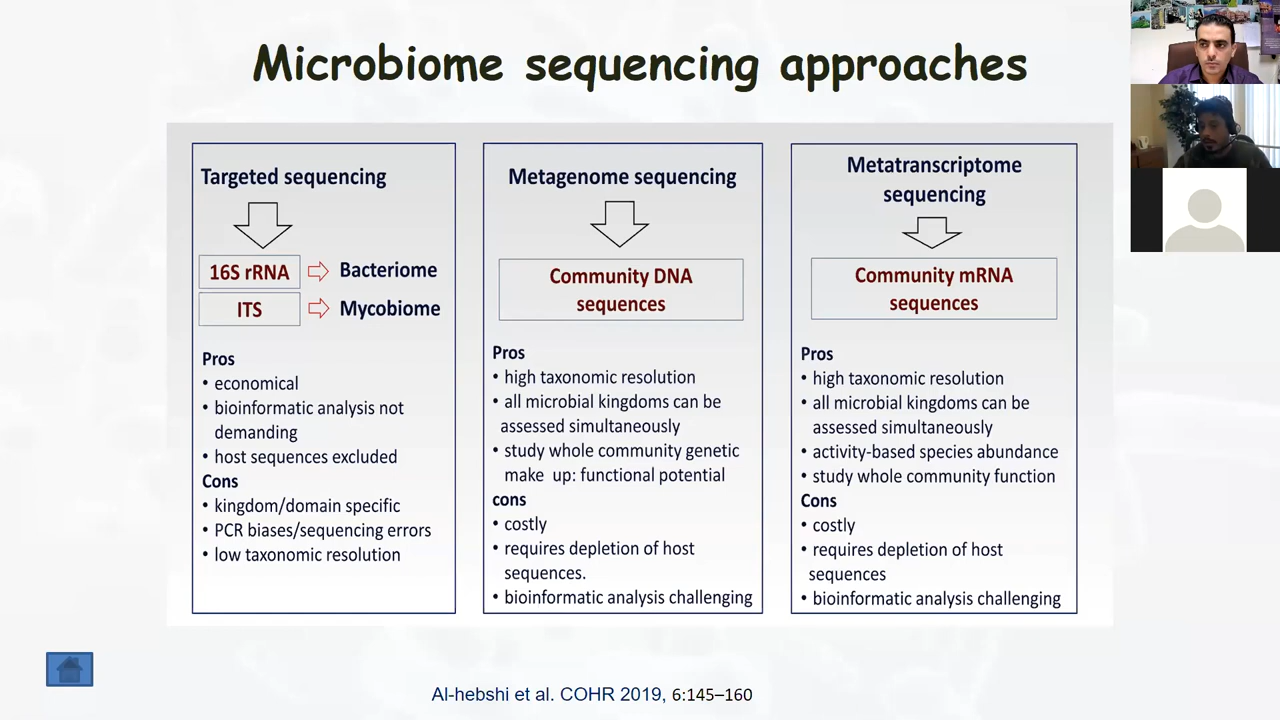 Microbiome sequencing approaches
Targeted sequencing
16S rRNA
Bacteriome
ITS
Mycobiome
Pros
• economical
• bioinformatic analysis not
demanding
• host sequences excluded
Cons
• kingdom/domain specific
• PCR biases/sequencing errors
• low taxonomic resolution
Metagenome sequencing
Community DNA
sequences
Pros
• high taxonomic resolution
• all microbial kingdoms can be
assessed simultaneously
• study whole community genetic
make up: functional potential
cons
• costly
• requires depletion of host
sequences.
• bioinformatic analysis challenging
Metatranscriptome
sequencing
Community mRNA
sequences
Pros
• high taxonomic resolution
• all microbial kingdoms can be
assessed simultaneously
• activity-based species abundance
• study whole community function
Cons
• costly
• requires depletion of host
sequences
• bioinformatic analysis challenging
Al-hebshi et al. COHR 2019, 6:145–160